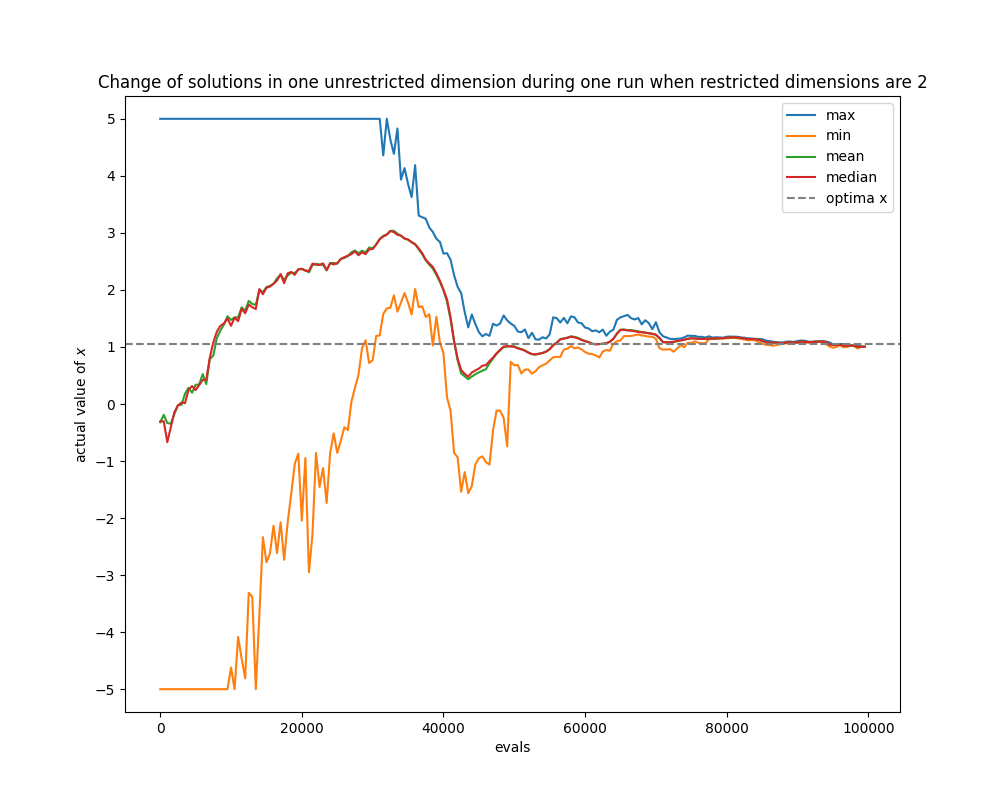 Change of solutions in one unrestricted dimension during one run when restricted dimensions are 2
max
min
mean
median
optima x
5
4
3
2
1
0
−1
−2
−3
−4
−5
actual value of x
0 20000 40000 60000 80000 100000
evals